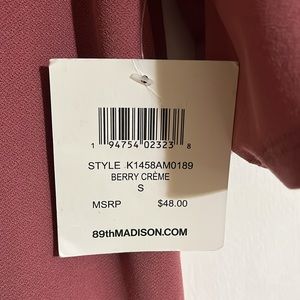 1 94754 02323 8
STYLE K1458AM0189
BERRY CRÈME
S
MSRP $48.00
89thMADISON.COM